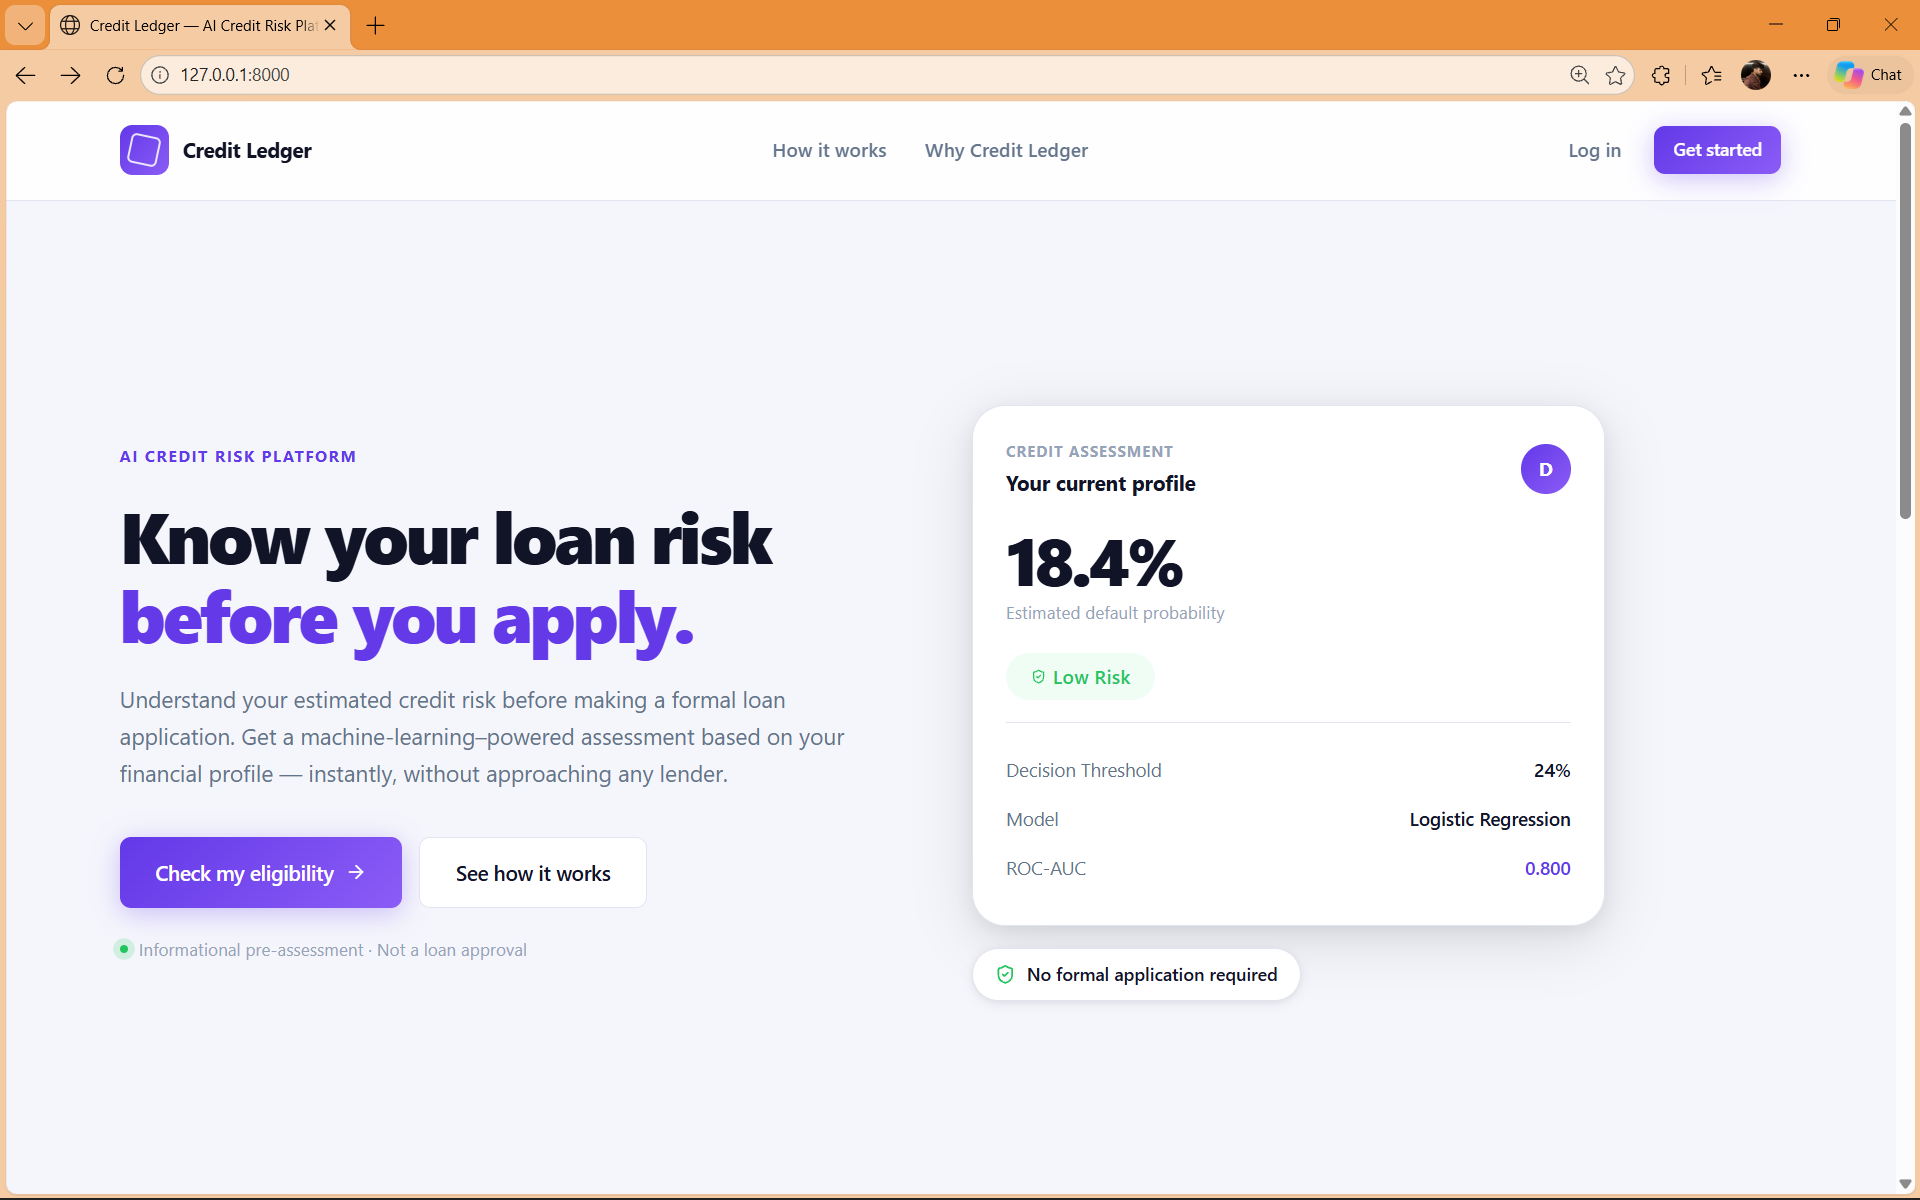 Credit Ledger — AI Credit Risk Pla
127.0.0.1:8000
Chat
Credit Ledger
How it works
Why Credit Ledger
Log in
Get started
AI CREDIT RISK PLATFORM
Know your loan risk
before you apply.
Understand your estimated credit risk before making a formal loan
application. Get a machine-learning–powered assessment based on your
financial profile — instantly, without approaching any lender.
Check my eligibility →
See how it works
Informational pre-assessment · Not a loan approval
CREDIT ASSESSMENT
Your current profile
D
18.4%
Estimated default probability
Low Risk
Decision Threshold 24%
Model Logistic Regression
ROC-AUC 0.800
No formal application required